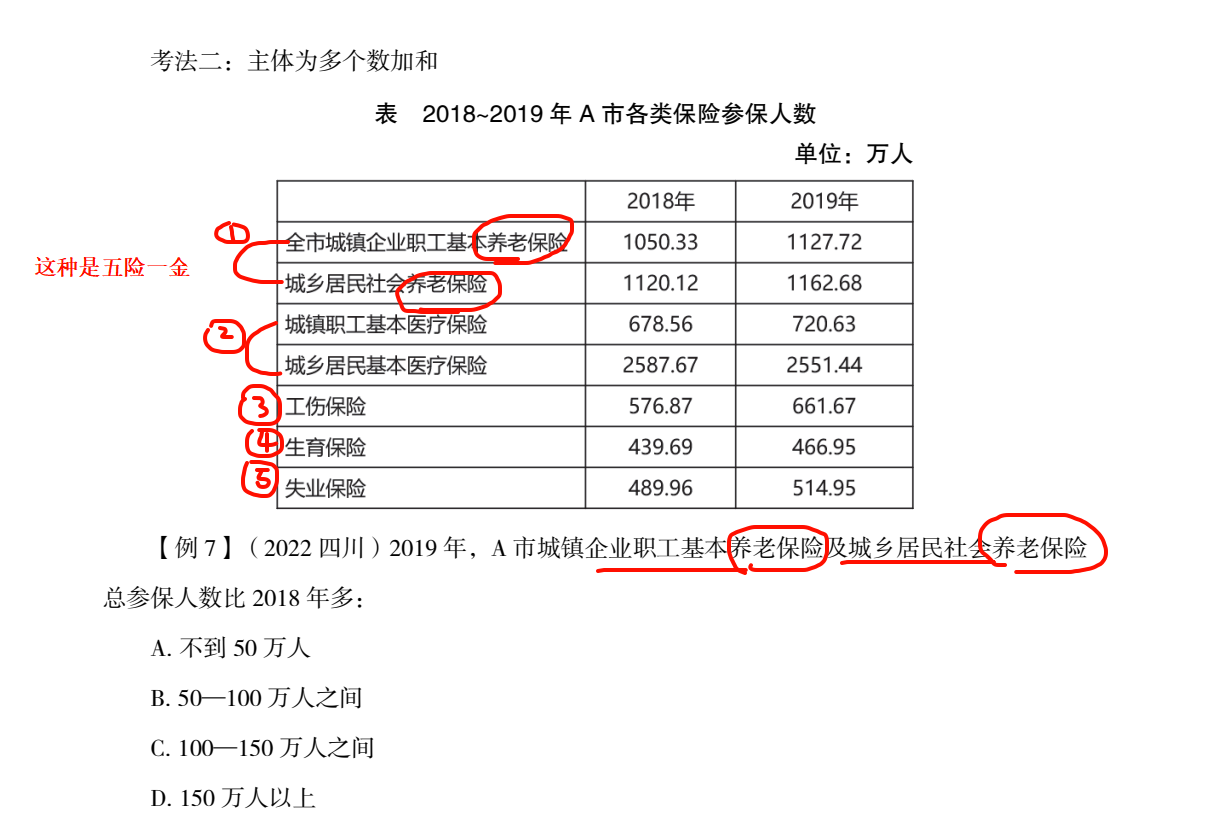 考法二：主体为多个数加和
表 2018~2019 年 A 市各类保险参保人数
单位：万人
2018年 2019年
① 全市城镇企业职工基本养老保险 1050.33 1127.72
这种是五险一金
城乡居民社会养老保险 1120.12 1162.68
② 城镇职工基本医疗保险 678.56 720.63
城乡居民基本医疗保险 2587.67 2551.44
③ 工伤保险 576.87 661.67
④ 生育保险 439.69 466.95
⑤ 失业保险 489.96 514.95
【例 7】（2022 四川）2019 年，A 市城镇企业职工基本养老保险及城乡居民社会养老保险
总参保人数比 2018 年多：
A. 不到 50 万人
B. 50—100 万人之间
C. 100—150 万人之间
D. 150 万人以上